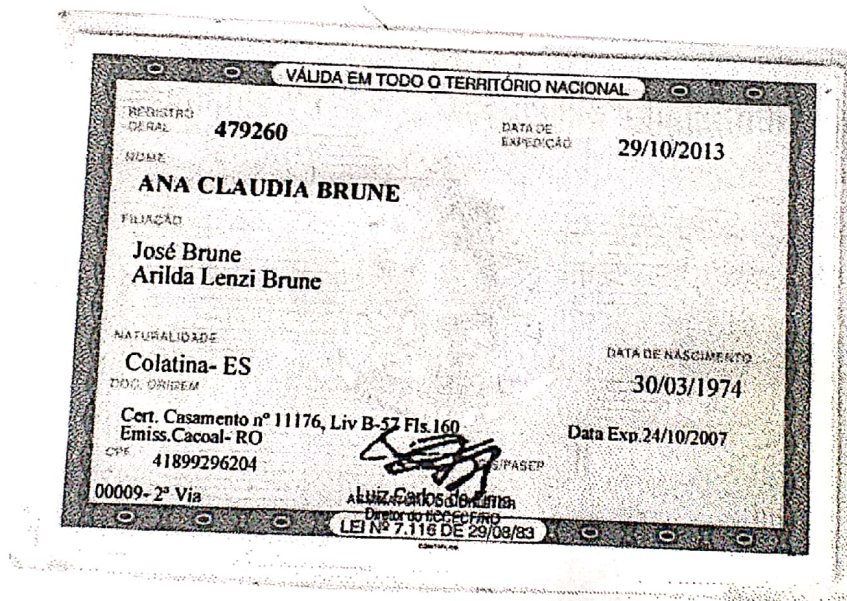 VÁLIDA EM TODO O TERRITÓRIO NACIONAL
REGISTRO GERAL 479260 DATA DE EXPEDIÇÃO 29/10/2013
NOME
ANA CLAUDIA BRUNE
FILIAÇÃO
José Brune
Arilda Lenzi Brune
NATURALIDADE DATA DE NASCIMENTO
Colatina- ES 30/03/1974
DOC. ORIGEM
Cert. Casamento nº 11176, Liv B-57 Fls.160
Emiss.Cacoal- RO Data Exp.24/10/2007
CPF 41899296204 /PASEP
00009- 2ª Via Luiz Carlos de Lima
Diretor do
LEI Nº 7.116 DE 29/08/83